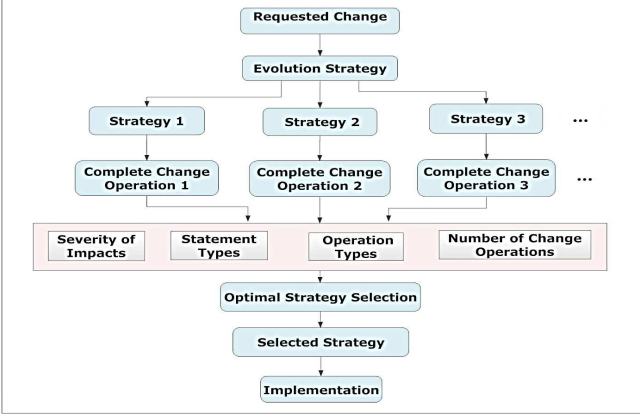 Requested Change
Evolution Strategy
Strategy 1
Strategy 2
Strategy 3
...
Complete Change
Operation 1
Complete Change
Operation 2
Complete Change
Operation 3
...
Severity of
Impacts
Statement
Types
Operation
Types
Number of Change
Operations
Optimal Strategy Selection
Selected Strategy
Implementation